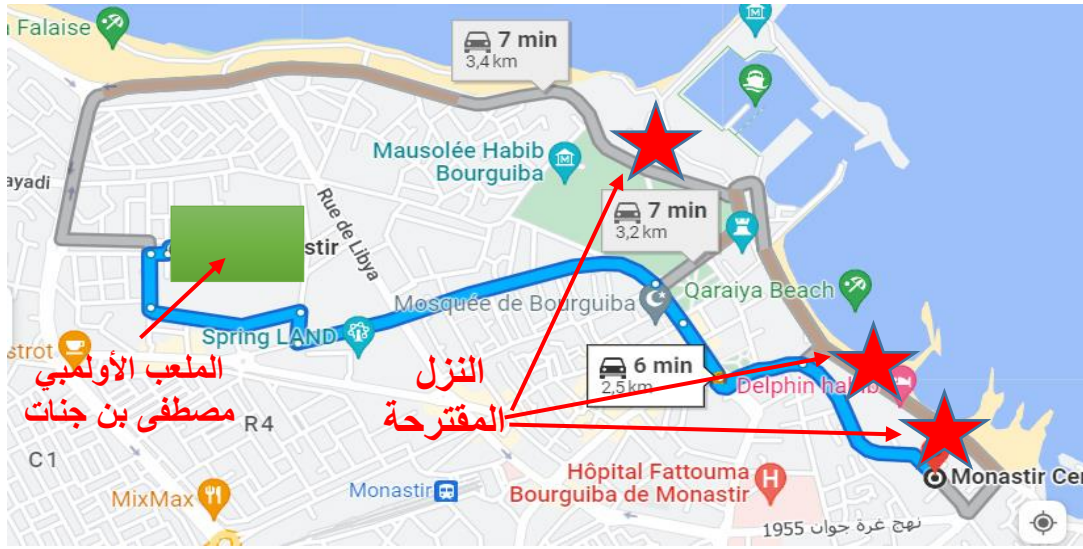 Falaise
7 min
3,4 km
Mausolée Habib
Bourguiba
ayadi
Rue de Libya
7 min
3,2 km
stir
Qaraiya Beach
Mosquée de Bourguiba
Spring LAND
strot
6 min
2,5 km
Delphin habib
الملعب الأولمبي
مصطفى بن جنات
النزل
المقترحة
R4
C1
Hôpital Fattouma
Bourguiba de Monastir
H
Monastir Cen
MixMax
Monastir
نهج غرة جوان 1955